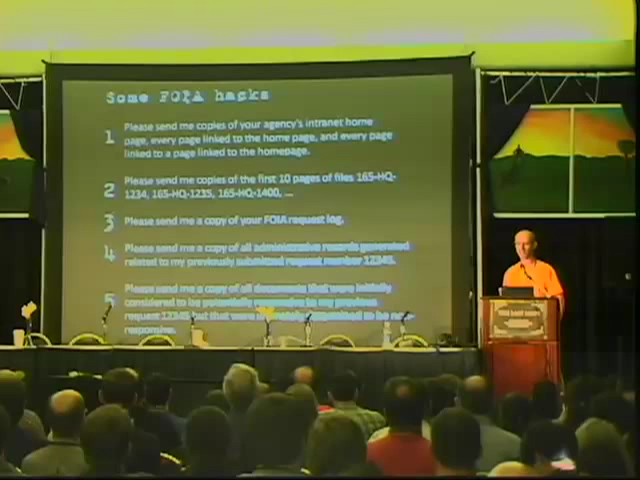 Some FOIA hacks
1 Please send me copies of your agency's intranet home
page, every page linked to the home page, and every page
linked to a page linked to the homepage.
2 Please send me copies of the first 10 pages of files 165-HQ-
1234, 165-HQ-1235, 165-HQ-1400, ...
3 Please send me a copy of your FOIA request log.
4 Please send me a copy of all administrative records generated
related to my previously submitted request number 12345.
5 Please send me a copy of all documents that were initially
considered to be potentially responsive to my previous
request 12345 but that were determined to be non-
responsive.